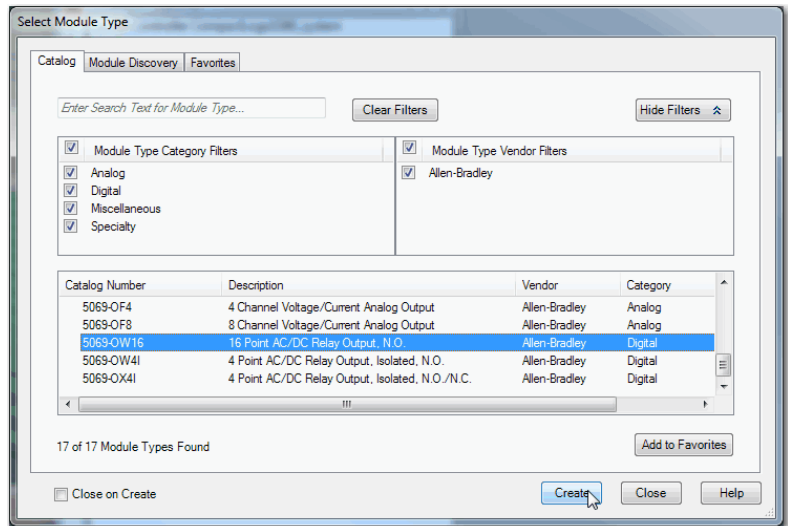 Select Module Type
Catalog Module Discovery Favorites
Enter Search Text for Module Type... Clear Filters Hide Filters
Module Type Category Filters Module Type Vendor Filters
Analog Allen-Bradley
Digital
Miscellaneous
Specialty
Catalog Number Description Vendor Category
5069-OF4 4 Channel Voltage/Current Analog Output Allen-Bradley Analog
5069-OF8 8 Channel Voltage/Current Analog Output Allen-Bradley Analog
5069-OW16 16 Point AC/DC Relay Output, N.O. Allen-Bradley Digital
5069-OW4I 4 Point AC/DC Relay Output, Isolated, N.O. Allen-Bradley Digital
5069-OX4I 4 Point AC/DC Relay Output, Isolated, N.O./N.C. Allen-Bradley Digital
17 of 17 Module Types Found Add to Favorites
Close on Create Create Close Help